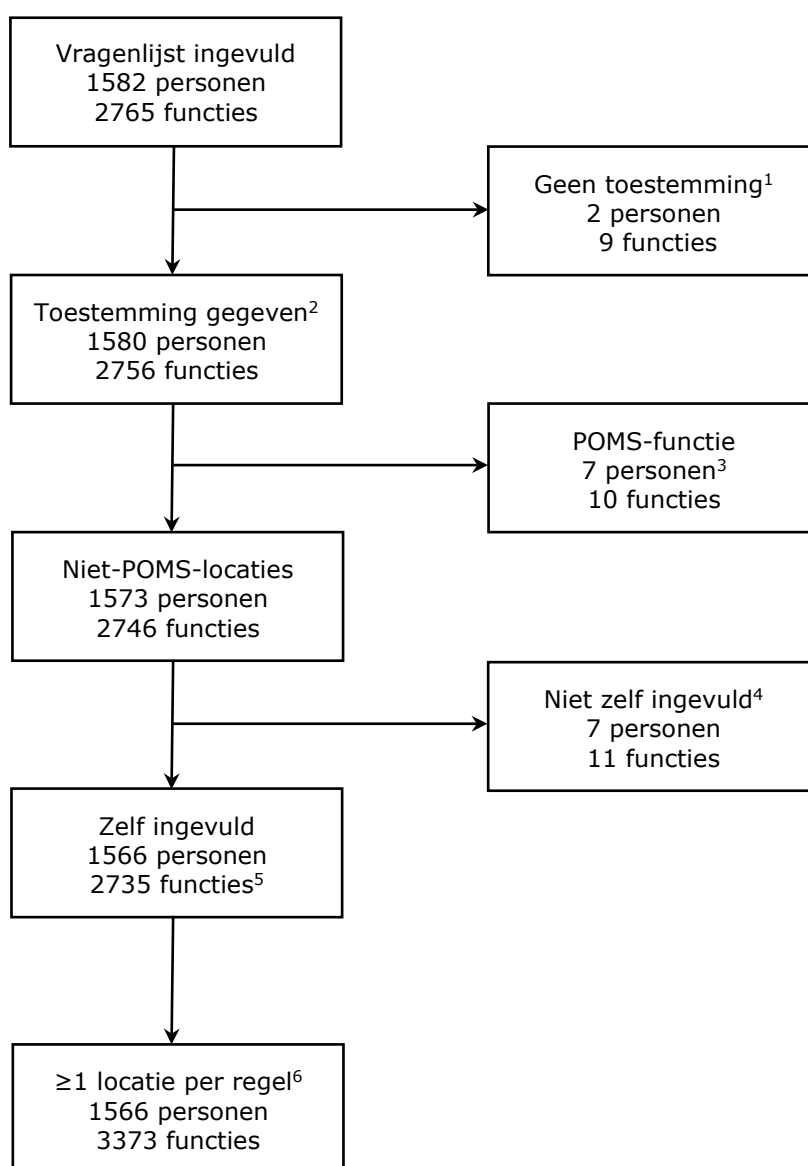 Vragenlijst ingevuld
1582 personen
2765 functies
Geen toestemming¹
2 personen
9 functies
Toestemming gegeven²
1580 personen
2756 functies
POMS-functie
7 personen³
10 functies
Niet-POMS-locaties
1573 personen
2746 functies
Niet zelf ingevuld⁴
7 personen
11 functies
Zelf ingevuld
1566 personen
2735 functies⁵
≥1 locatie per regel⁶
1566 personen
3373 functies